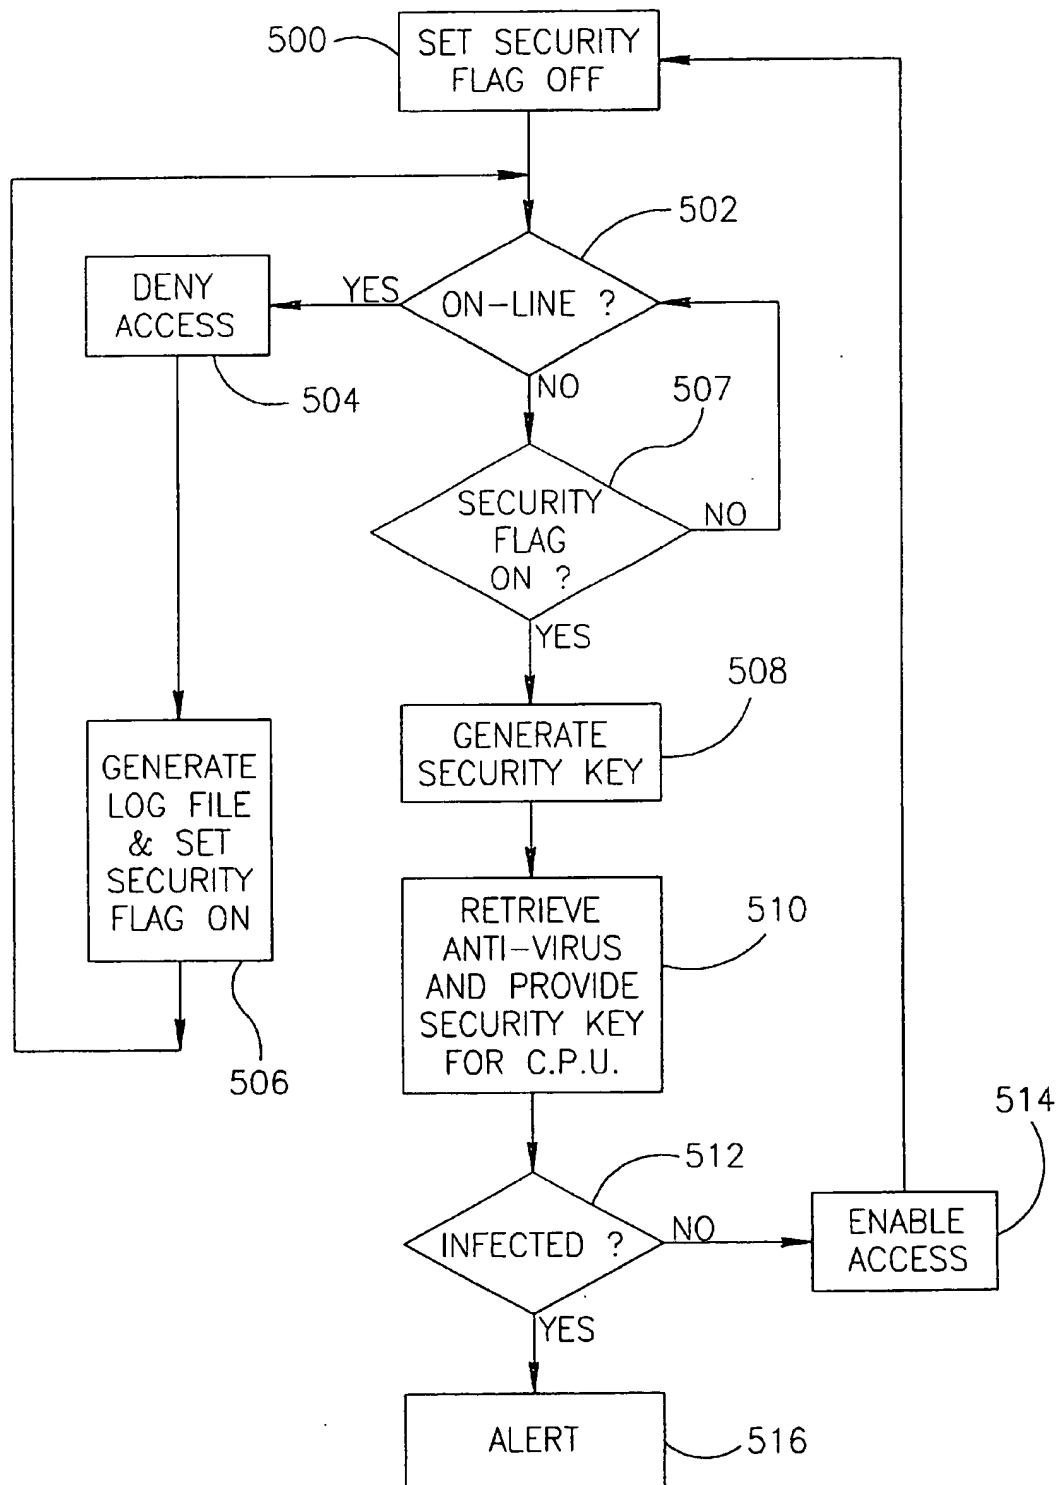 500
SET SECURITY
FLAG OFF
502
DENY
ACCESS
YES
ON-LINE ?
504
NO
507
SECURITY
FLAG
ON ?
NO
YES
508
GENERATE
SECURITY KEY
GENERATE
LOG FILE
& SET
SECURITY
FLAG ON
506
RETRIEVE
ANTI-VIRUS
AND PROVIDE
SECURITY KEY
FOR C.P.U.
510
512
INFECTED ?
NO
514
ENABLE
ACCESS
YES
ALERT
516